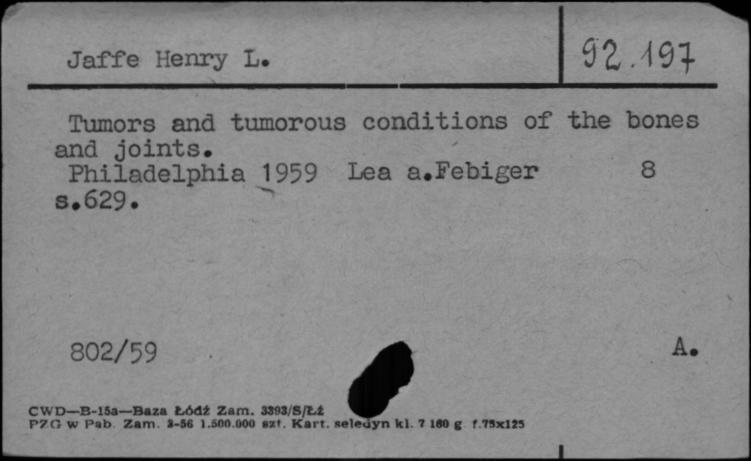 Jaffe Henry L.
92.197
Tumors and tumorous conditions of the bones
and joints.
Philadelphia 1959 Lea a.Febiger 8
s.629.
802/59
A.
CWD—B-15a—Baza Łódź Zam. 3393/S/Łź
PZG w Pab. Zam. 3-56 1.500.000 szt. Kart. seledyn kl. 7 160 g f.75x125